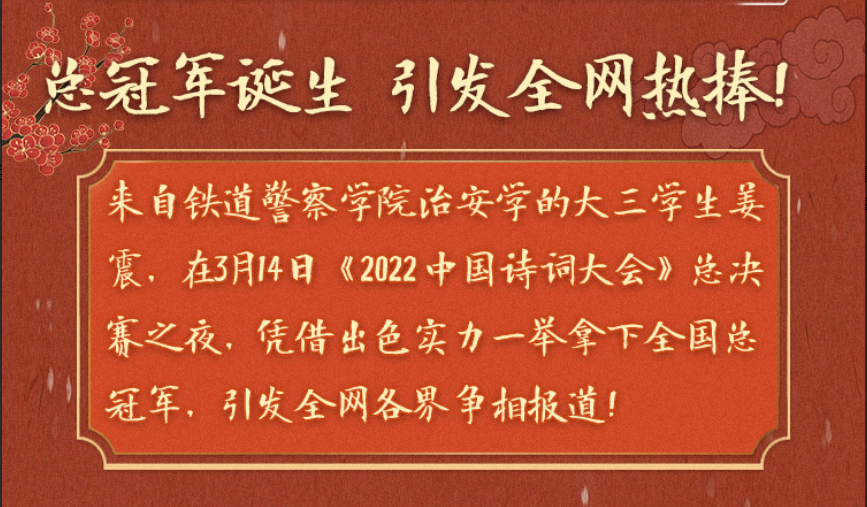 总冠军诞生 引发全网热捧!
来自铁道警察学院治安学的大三学生姜
震，在3月14日《2022中国诗词大会》总决
赛之夜，凭借出色实力一举拿下全国总
冠军，引发全网各界争相报道!